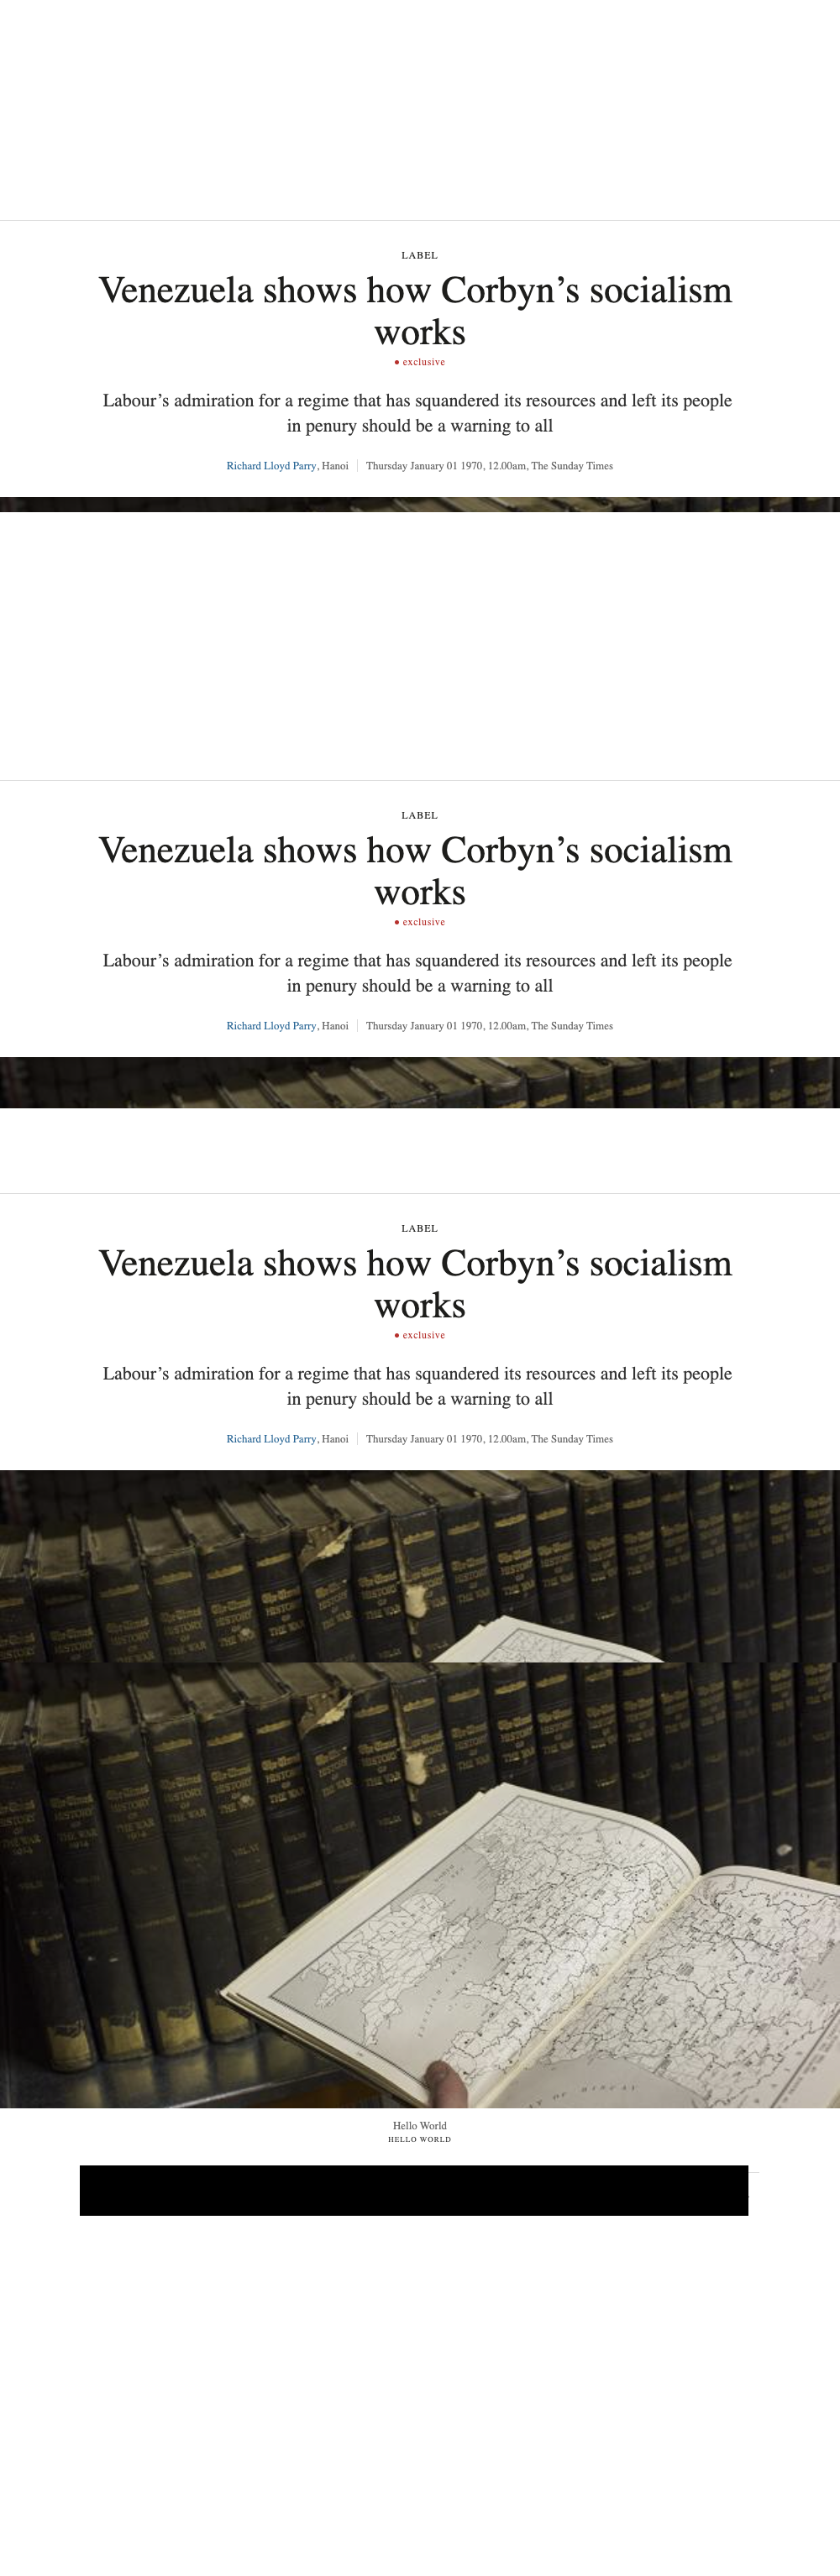 LABEL
Venezuela shows how Corbyn’s socialism
works
• exclusive
Labour’s admiration for a regime that has squandered its resources and left its people
in penury should be a warning to all
Richard Lloyd Parry, Hanoi | Thursday January 01 1970, 12.00am, The Sunday Times
LABEL
Venezuela shows how Corbyn’s socialism
works
• exclusive
Labour’s admiration for a regime that has squandered its resources and left its people
in penury should be a warning to all
Richard Lloyd Parry, Hanoi | Thursday January 01 1970, 12.00am, The Sunday Times
LABEL
Venezuela shows how Corbyn’s socialism
works
• exclusive
Labour’s admiration for a regime that has squandered its resources and left its people
in penury should be a warning to all
Richard Lloyd Parry, Hanoi | Thursday January 01 1970, 12.00am, The Sunday Times
The Times
HISTORY
OF
THE WAR
Hello World
HELLO WORLD